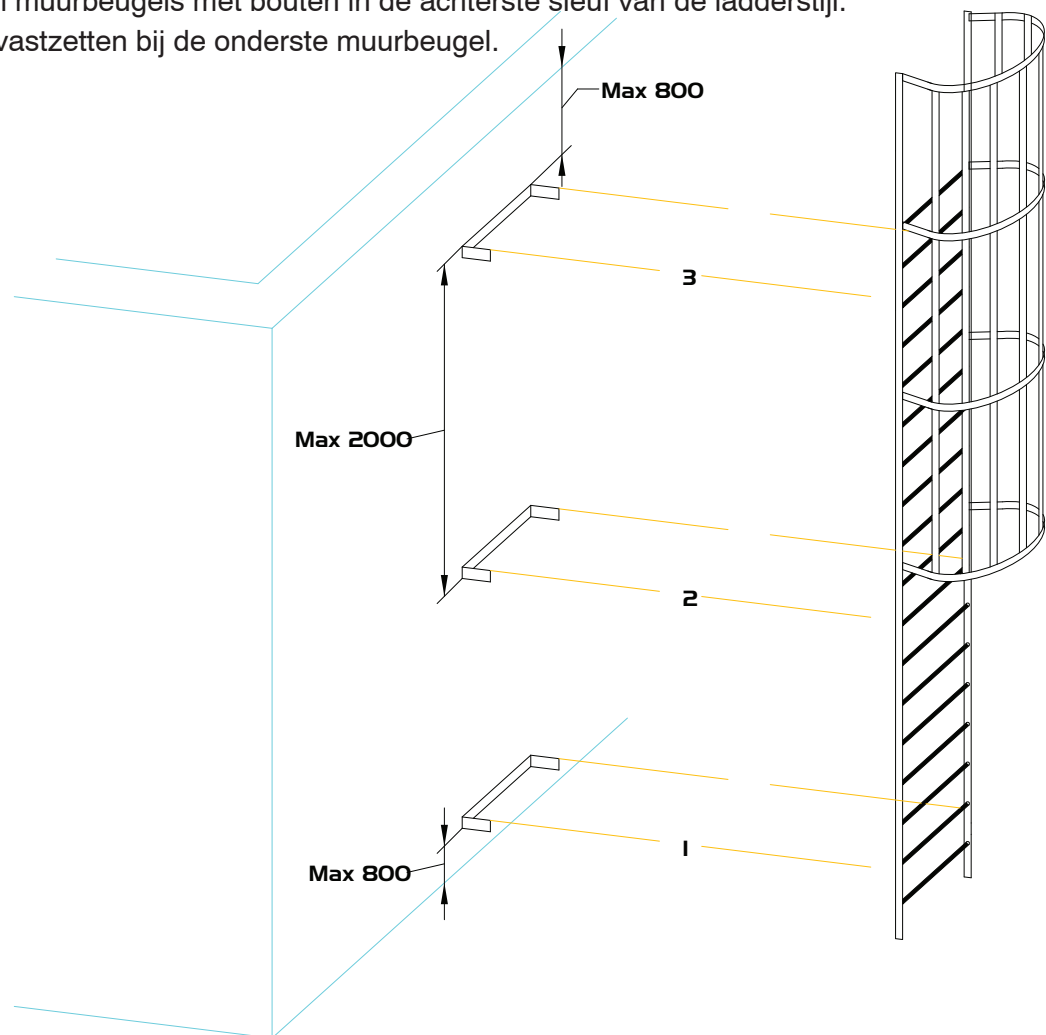 muurbeugels met bouten in de achterste sleuf van de ladderstijl.
vastzetten bij de onderste muurbeugel.
Max 800
3
Max 2000
2
1
Max 800